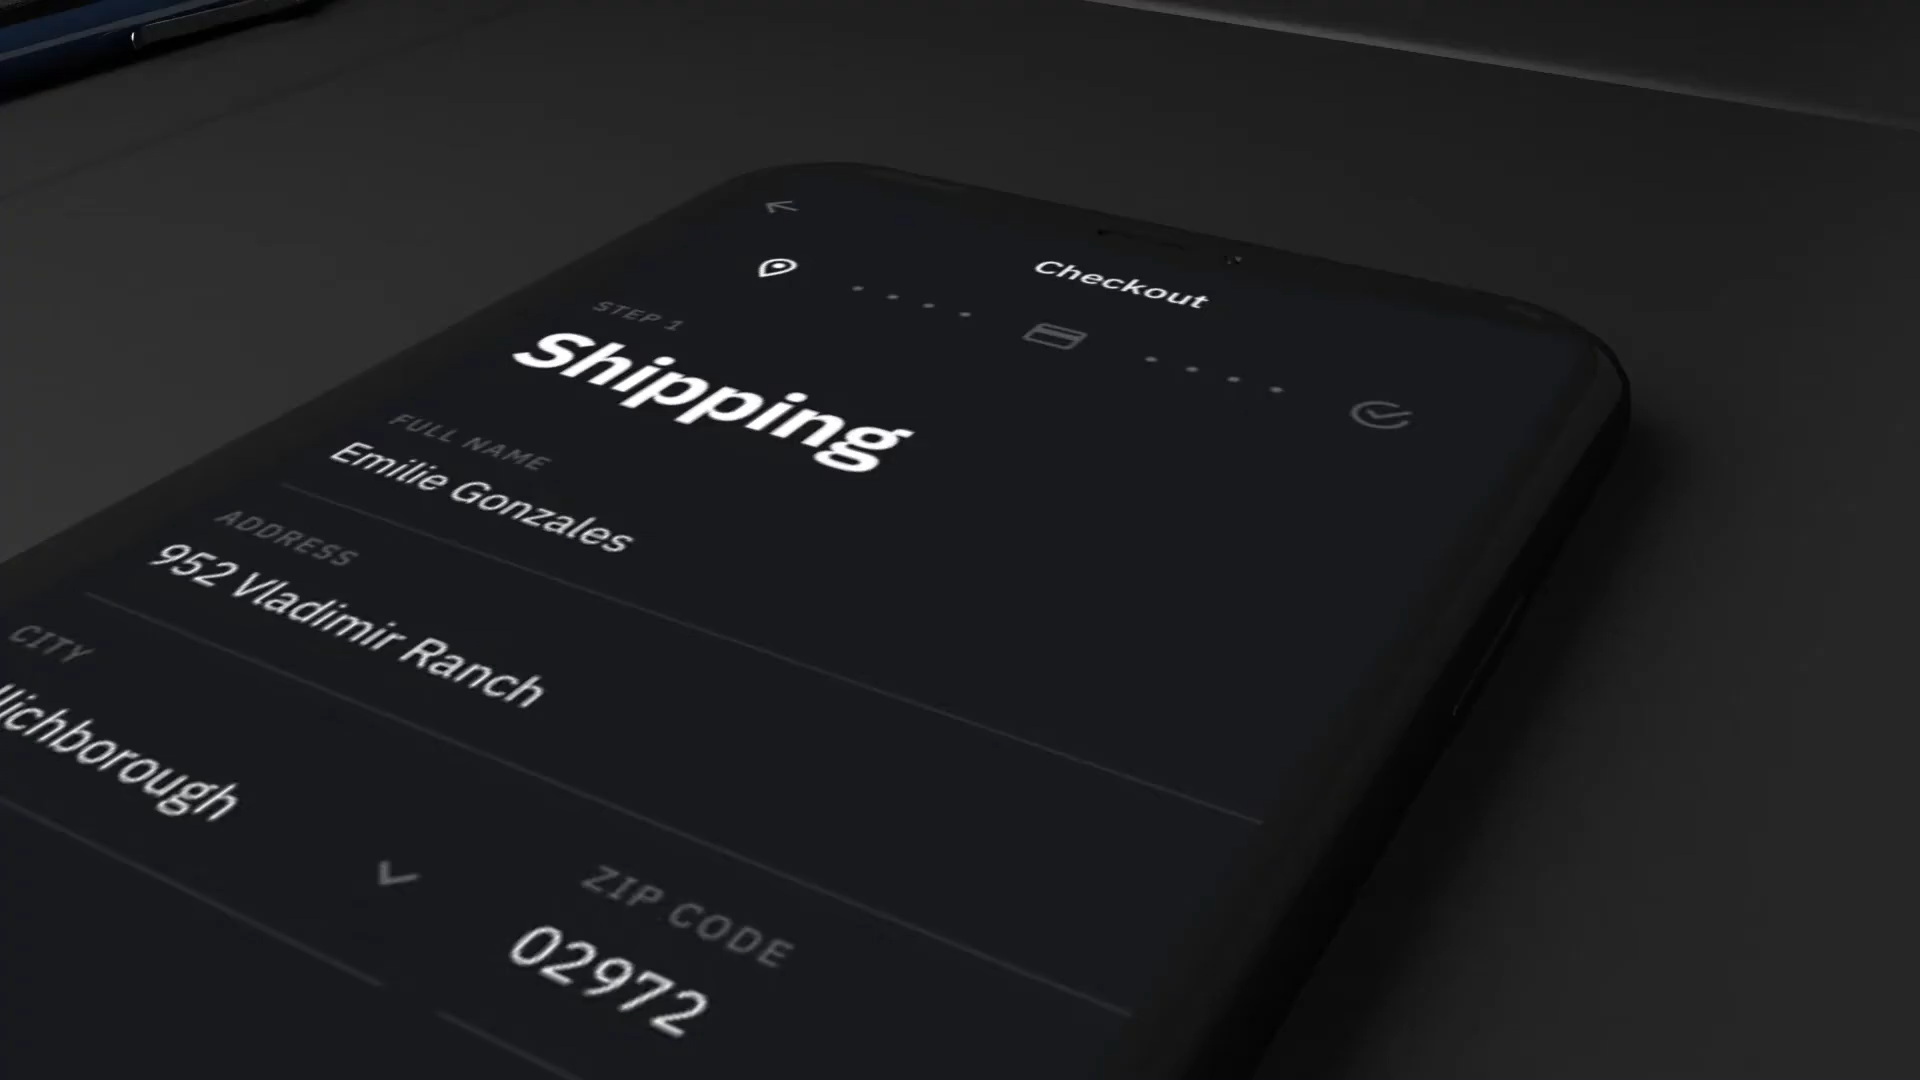 Checkout
STEP 1
Shipping
FULL NAME
Emilie Gonzales
ADDRESS
952 Vladimir Ranch
CITY
ZIP CODE
02972